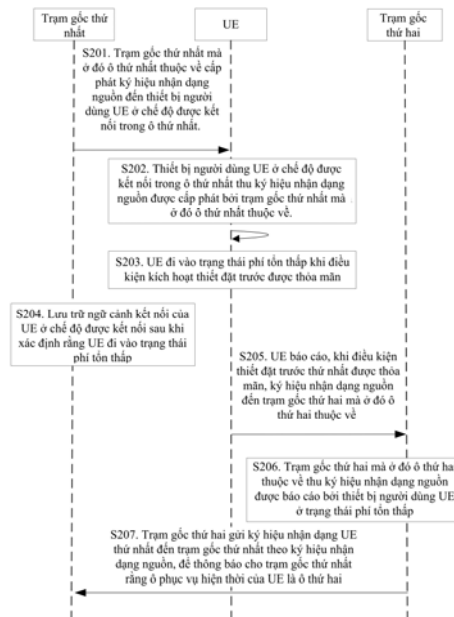 Trạm gốc thứ
nhất
UE
Trạm gốc
thứ hai
S201. Trạm gốc thứ nhất mà
ở đó ô thứ nhất thuộc về cấp
phát ký hiệu nhận dạng
nguồn đến thiết bị người
dùng UE ở chế độ được kết
nối trong ô thứ nhất.
S202. Thiết bị người dùng UE ở chế độ được
kết nối trong ô thứ nhất thu ký hiệu nhận dạng
nguồn được cấp phát bởi trạm gốc thứ nhất mà
ở đó ô thứ nhất thuộc về.
S203. UE đi vào trạng thái phí tổn thấp khi điều
kiện kích hoạt thiết đặt trước được thỏa mãn
S204. Lưu trữ ngữ cảnh kết nối của
UE ở chế độ được kết nối sau khi
xác định rằng UE đi vào trạng thái
phí tổn thấp
S205. UE báo cáo, khi điều kiện
thiết đặt trước thứ nhất được thỏa
mãn, ký hiệu nhận dạng nguồn
đến trạm gốc thứ hai mà ở đó ô
thứ hai thuộc về
S206. Trạm gốc thứ hai mà ở đó ô thứ hai
thuộc về thu ký hiệu nhận dạng nguồn
được báo cáo bởi thiết bị người dùng UE
ở trạng thái phí tổn thấp
S207. Trạm gốc thứ hai gửi ký hiệu nhận dạng UE
thứ nhất đến trạm gốc thứ nhất theo ký hiệu nhận
dạng nguồn, để thông báo cho trạm gốc thứ nhất
rằng ô phục vụ hiện thời của UE là ô thứ hai